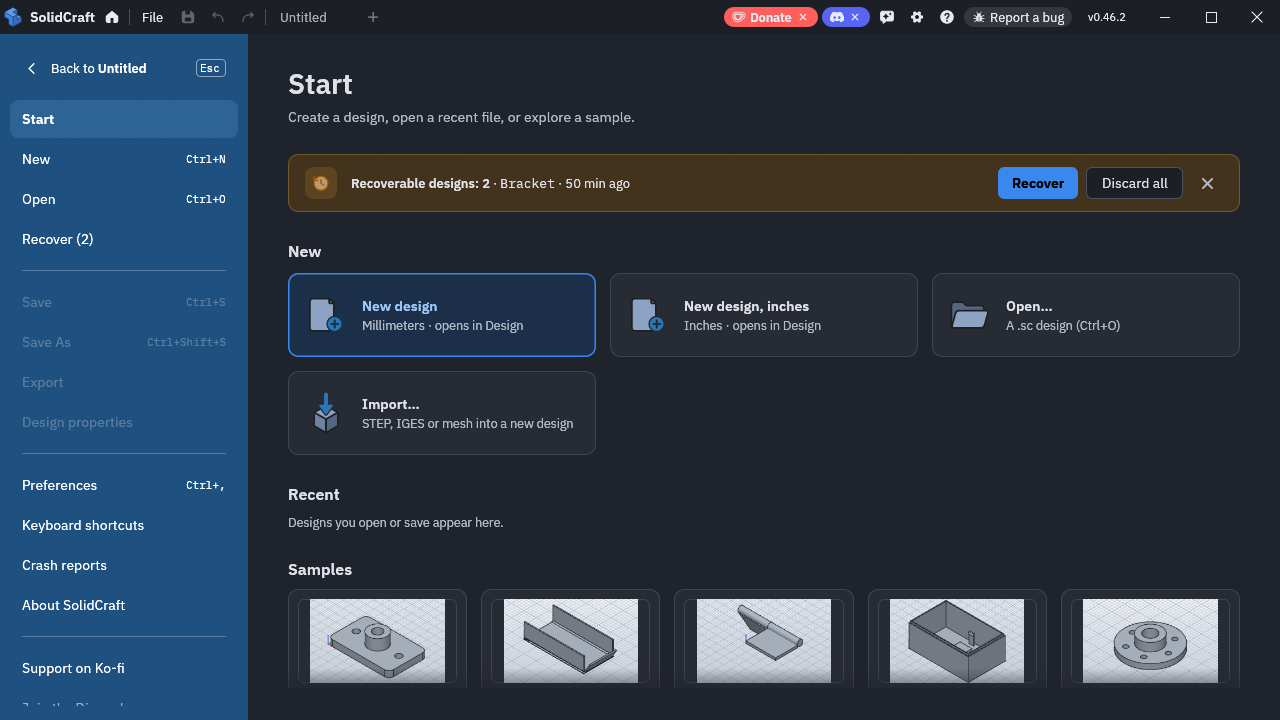 SolidCraft
File
Untitled
Donate
Report a bug
v0.46.2
Back to Untitled
Esc
Start
New Ctrl+N
Open Ctrl+O
Recover (2)
Save Ctrl+S
Save As Ctrl+Shift+S
Export
Design properties
Preferences Ctrl+,
Keyboard shortcuts
Crash reports
About SolidCraft
Support on Ko-fi
Start
Create a design, open a recent file, or explore a sample.
Recoverable designs: 2 · Bracket · 50 min ago
Recover
Discard all
New
New design
Millimeters · opens in Design
New design, inches
Inches · opens in Design
Open...
A .sc design (Ctrl+O)
Import...
STEP, IGES or mesh into a new design
Recent
Designs you open or save appear here.
Samples